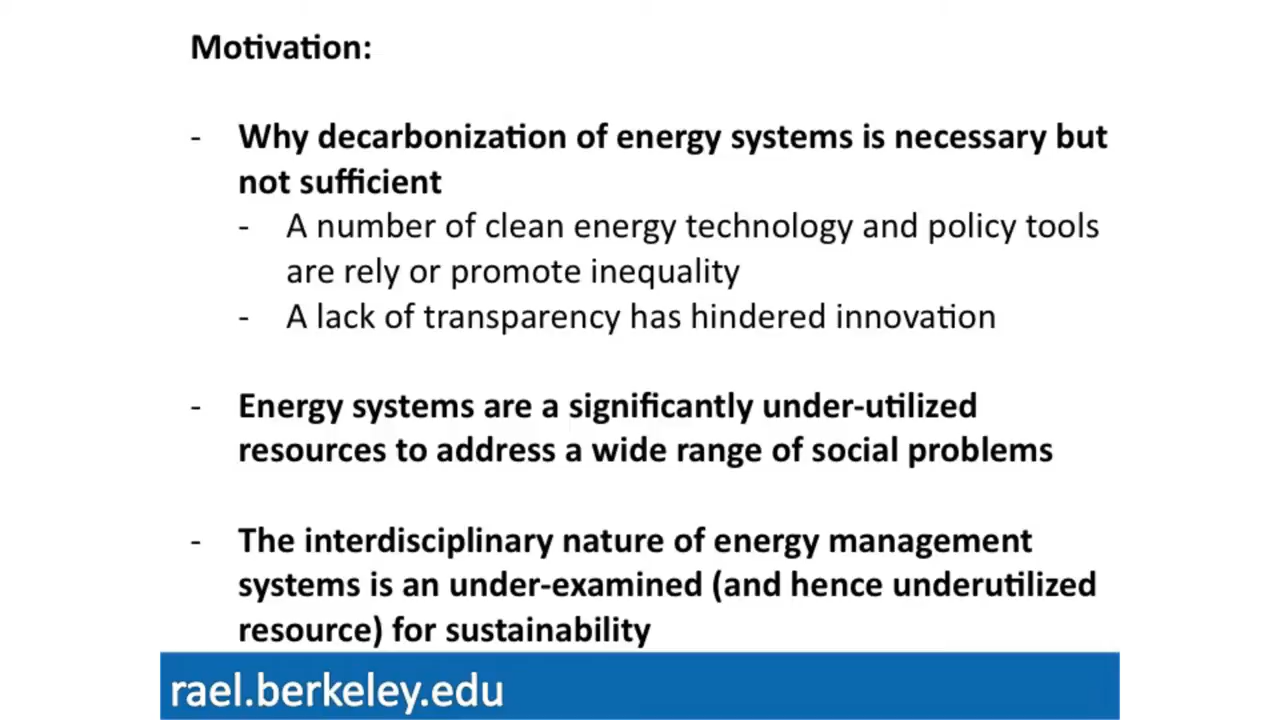 Motivation:
- Why decarbonization of energy systems is necessary but
not sufficient
- A number of clean energy technology and policy tools
are rely or promote inequality
- A lack of transparency has hindered innovation
- Energy systems are a significantly under-utilized
resources to address a wide range of social problems
- The interdisciplinary nature of energy management
systems is an under-examined (and hence underutilized
resource) for sustainability
rael.berkeley.edu